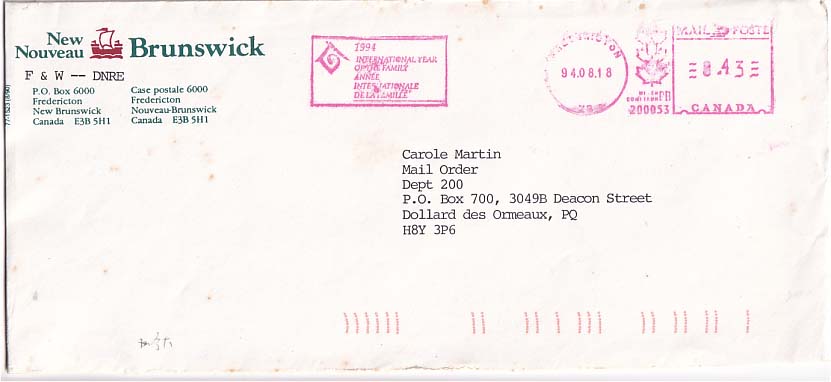 New
Nouveau Brunswick
F & W -- DNRE
P.O. Box 6000
Fredericton
New Brunswick
Canada E3B 5H1
Case postale 6000
Fredericton
Nouveau-Brunswick
Canada E3B 5H1
1994
INTERNATIONAL YEAR
OF THE FAMILY
ANNÉE
INTERNATIONALE
DE LA FAMILLE
94.08.18
MAIL POSTE
8.43
CANADA
200053
Carole Martin
Mail Order
Dept 200
P.O. Box 700, 3049B Deacon Street
Dollard des Ormeaux, PQ
H8Y 3P6